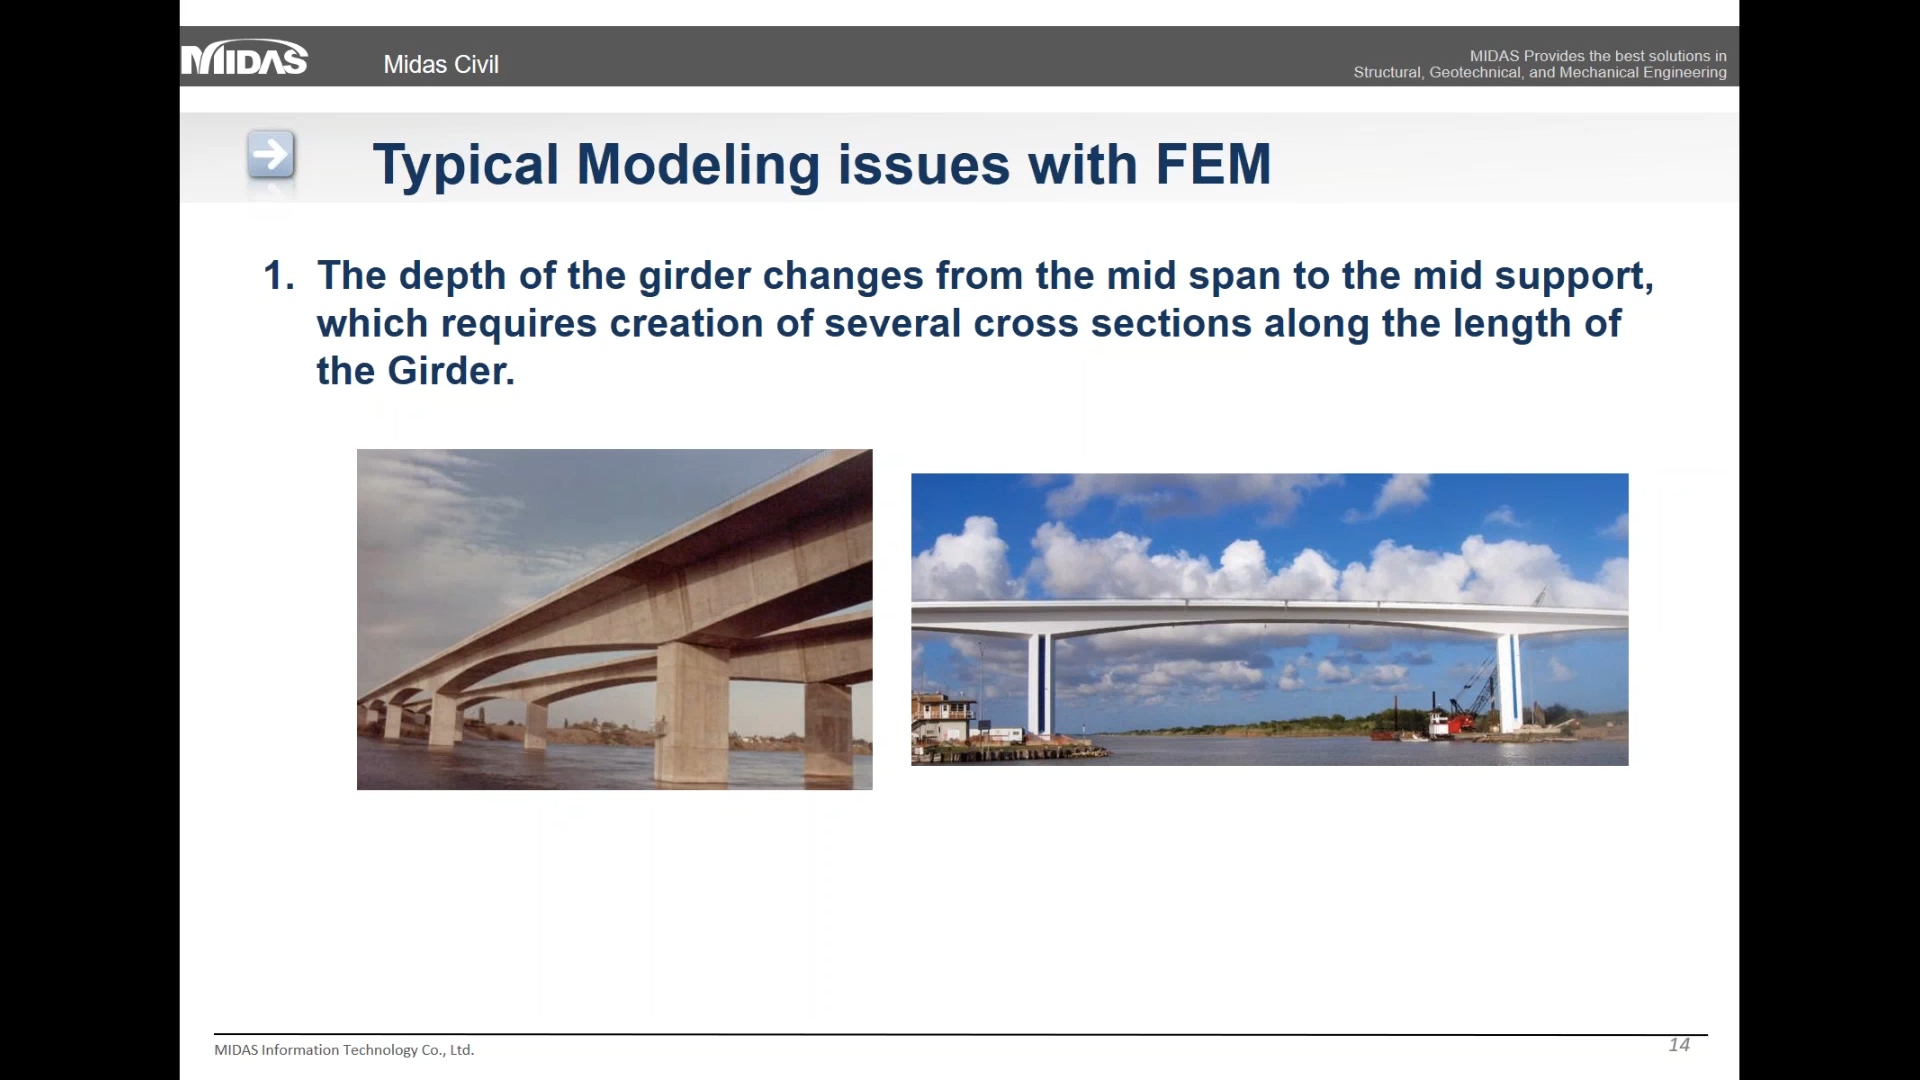 MIDAS
Midas Civil
MIDAS Provides the best solutions in
Structural, Geotechnical, and Mechanical Engineering
Typical Modeling issues with FEM
1. The depth of the girder changes from the mid span to the mid support,
which requires creation of several cross sections along the length of
the Girder.
MIDAS Information Technology Co., Ltd.
14